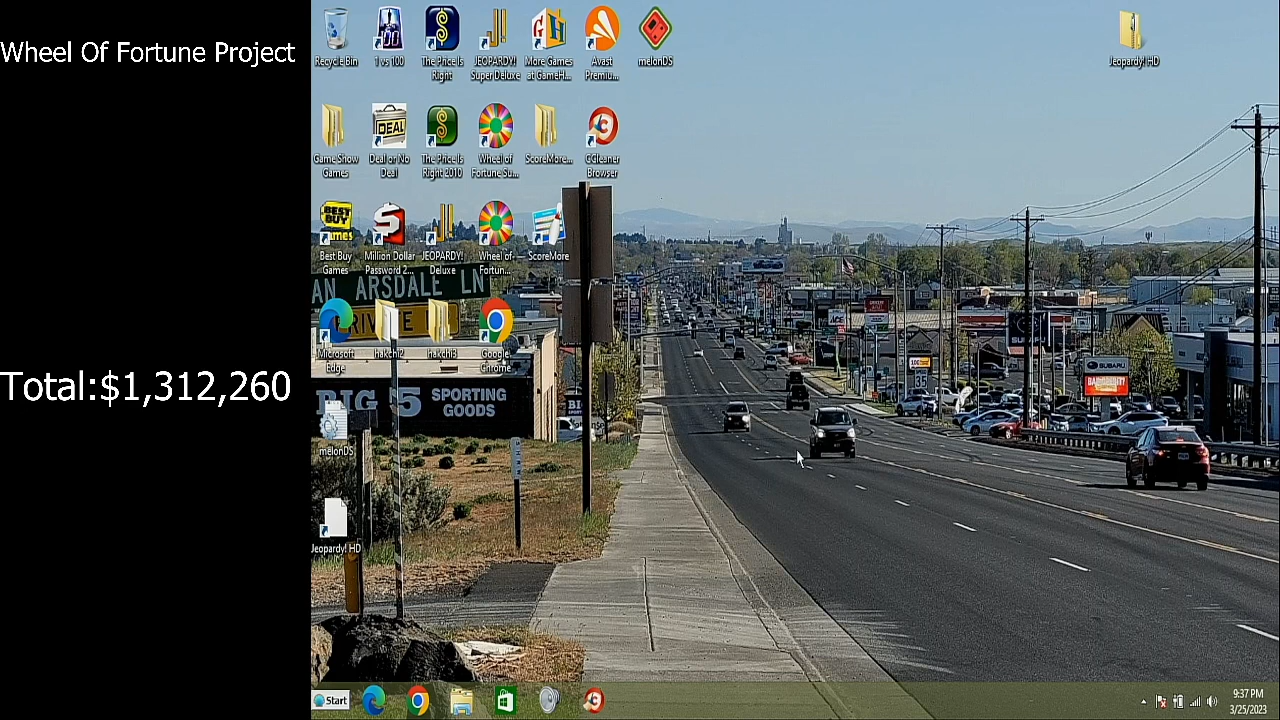 Wheel Of Fortune Project
Total:$1,312,260
Recycle Bin
1 vs 100
The Price Is
Right
JEOPARDY!
Super Deluxe
More Games
at GameH...
Avast
Premiu...
melonDS
Jeopardy! HD
Game Show
Games
Deal or No
Deal
The Price Is
Right 2010
Wheel of
Fortune Su...
ScoreMore...
CCleaner
Browser
Best Buy
Games
Million Dollar
Password 2...
JEOPARDY!
Deluxe
Wheel of
Fortun...
ScoreMore
AN ARSDALE LN
PRIVATE
Microsoft
Edge
hakchi2
Google
Chrome
BIG 5 SPORTING
GOODS
melonDS
Jeopardy! HD
SUBARU
Start
9:37 PM
3/25/2023